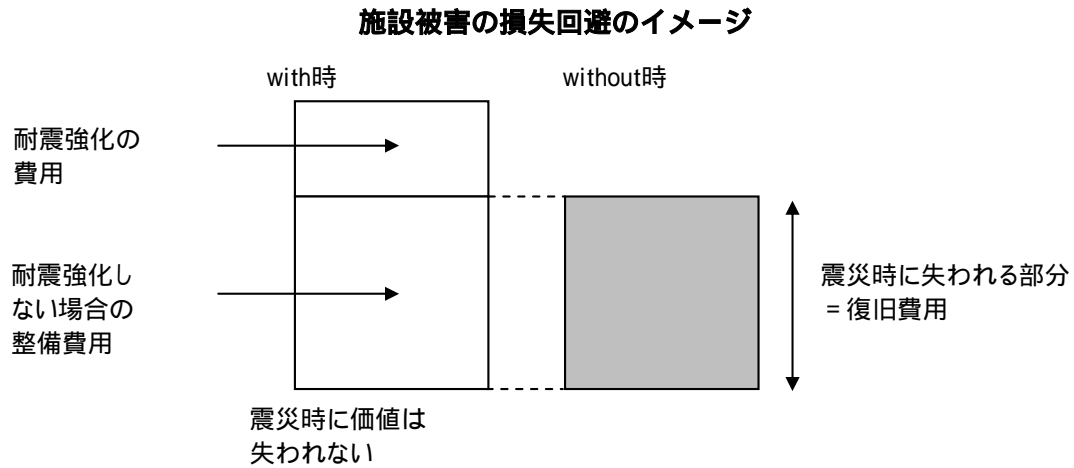 施設被害の損失回避のイメージ
with時
without時
耐震強化の
費用
耐震強化し
ない場合の
整備費用
震災時に失われる部分
=復旧費用
震災時に価値は
失われない